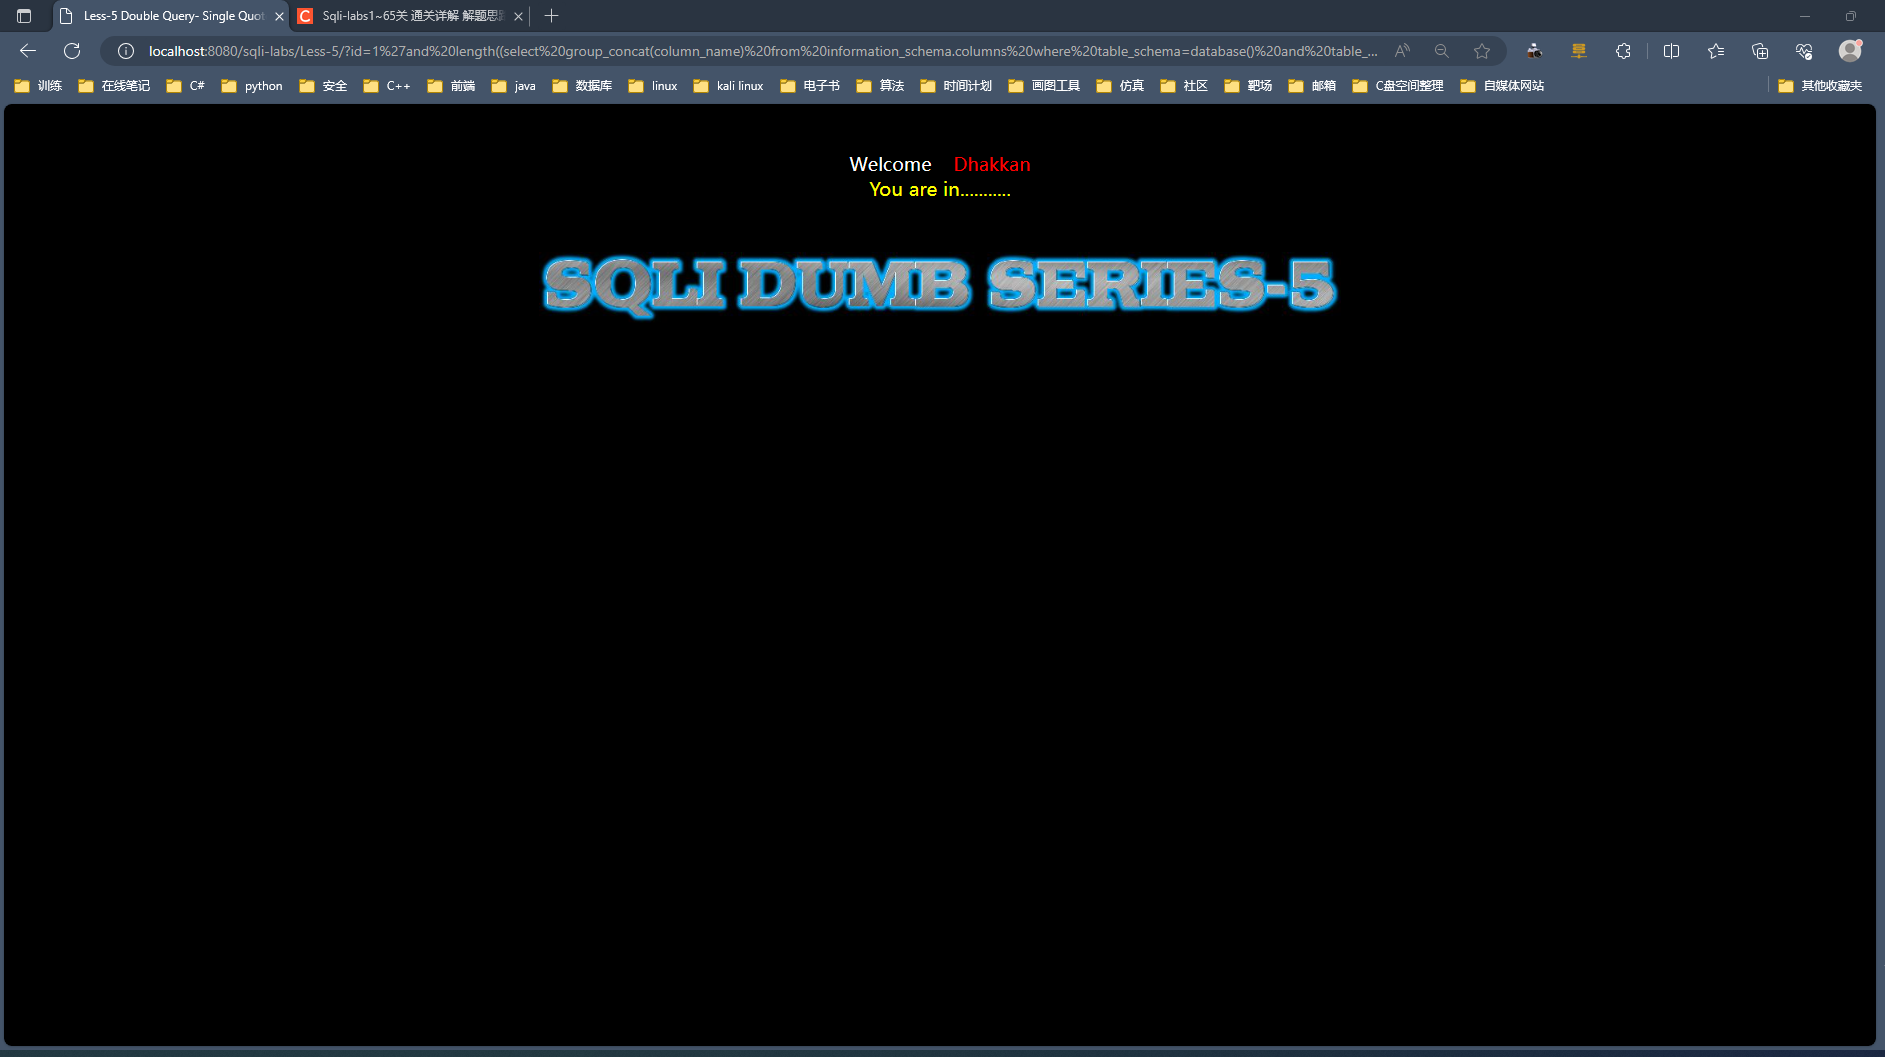 Less-5 Double Query- Single Quot
Sqli-labs1~65关 通关详解 解题思路
localhost:8080/sqli-labs/Less-5/?id=1%27and%20length((select%20group_concat(column_name)%20from%20information_schema.columns%20where%20table_schema=database()%20and%20table_...
训练 在线笔记 C# python 安全 C++ 前端 java 数据库 linux kali linux 电子书 算法 时间计划 画图工具 仿真 社区 靶场 邮箱 C盘空间整理 自媒体网站 其他收藏夹
Welcome Dhakkan
You are in...........
SQLI DUMB SERIES-5